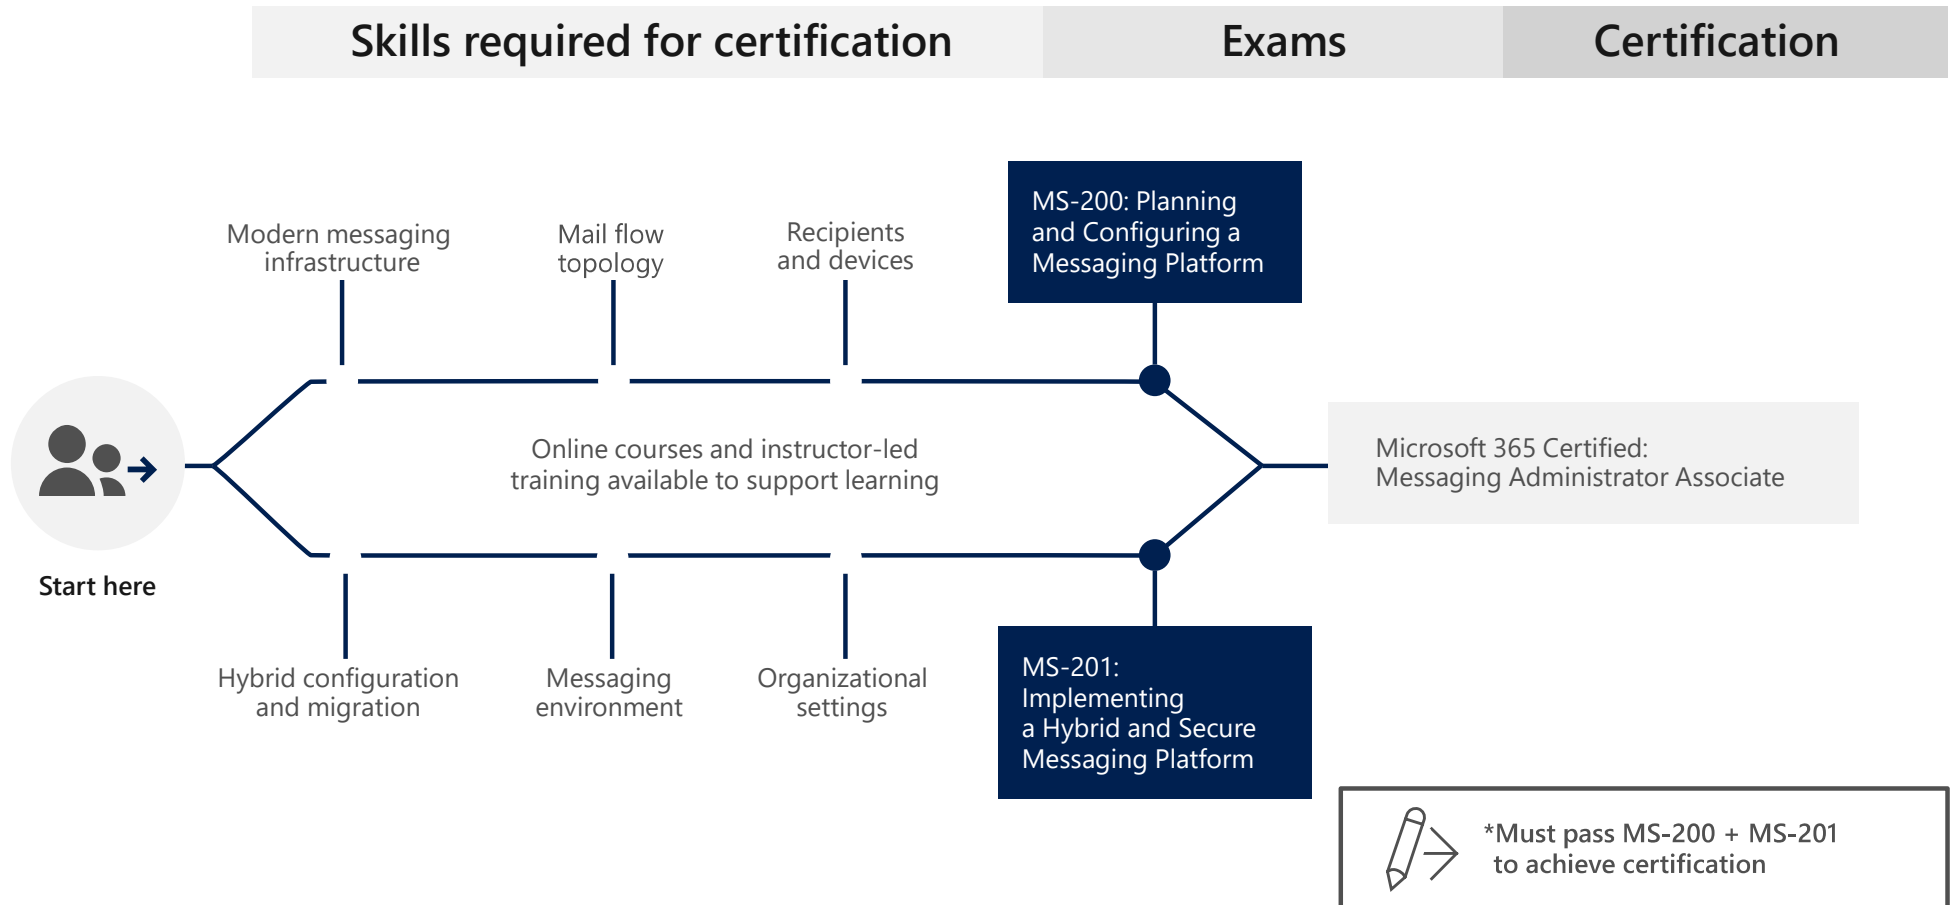 Skills required for certification
Exams
Certification
Modern messaging
infrastructure
Mail flow
topology
Recipients
and devices
MS-200: Planning
and Configuring a
Messaging Platform
Online courses and instructor-led
training available to support learning
Start here
Microsoft 365 Certified:
Messaging Administrator Associate
Hybrid configuration
and migration
Messaging
environment
Organizational
settings
MS-201:
Implementing
a Hybrid and Secure
Messaging Platform
*Must pass MS-200 + MS-201
to achieve certification